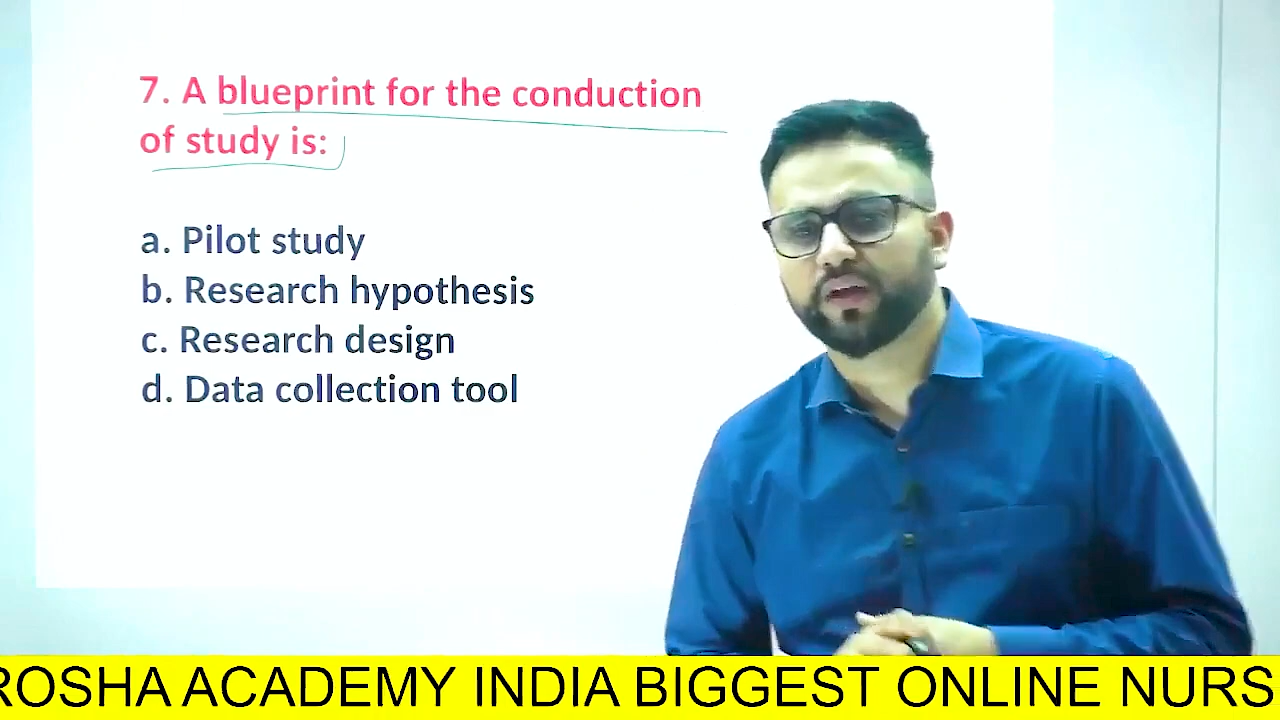 7. A blueprint for the conduction
of study is:
a. Pilot study
b. Research hypothesis
c. Research design
d. Data collection tool
ROSHA ACADEMY INDIA BIGGEST ONLINE NURS